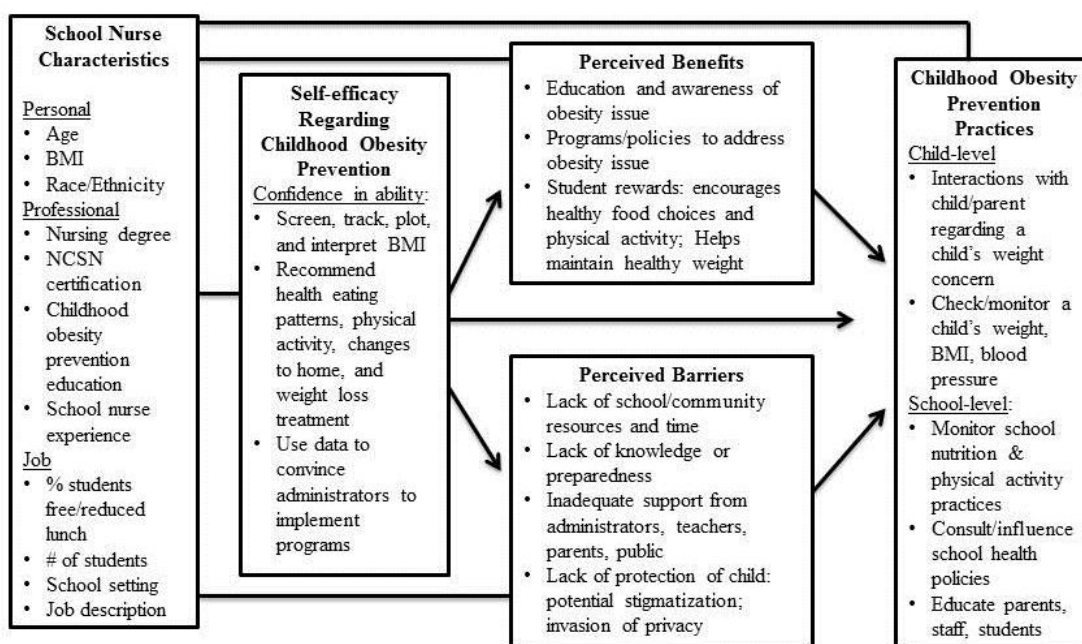 School Nurse
Characteristics
Personal
• Age
• BMI
• Race/Ethnicity
Professional
• Nursing degree
• NCSN
certification
• Childhood
obesity
prevention
education
• School nurse
experience
Job
• % students
free/reduced
lunch
• # of students
• School setting
• Job description
Self-efficacy
Regarding
Childhood Obesity
Prevention
Confidence in ability:
• Screen, track, plot,
and interpret BMI
• Recommend
health eating
patterns, physical
activity, changes
to home, and
weight loss
treatment
• Use data to
convince
administrators to
implement
programs
Perceived Benefits
• Education and awareness of
obesity issue
• Programs/policies to address
obesity issue
• Student rewards: encourages
healthy food choices and
physical activity; Helps
maintain healthy weight
Perceived Barriers
• Lack of school/community
resources and time
• Lack of knowledge or
preparedness
• Inadequate support from
administrators, teachers,
parents, public
• Lack of protection of child:
potential stigmatization;
invasion of privacy
Childhood Obesity
Prevention
Practices
Child-level
• Interactions with
child/parent
regarding a
child's weight
concern
• Check/monitor a
child's weight,
BMI, blood
pressure
School-level:
• Monitor school
nutrition &
physical activity
practices
• Consult/influence
school health
policies
• Educate parents,
staff, students